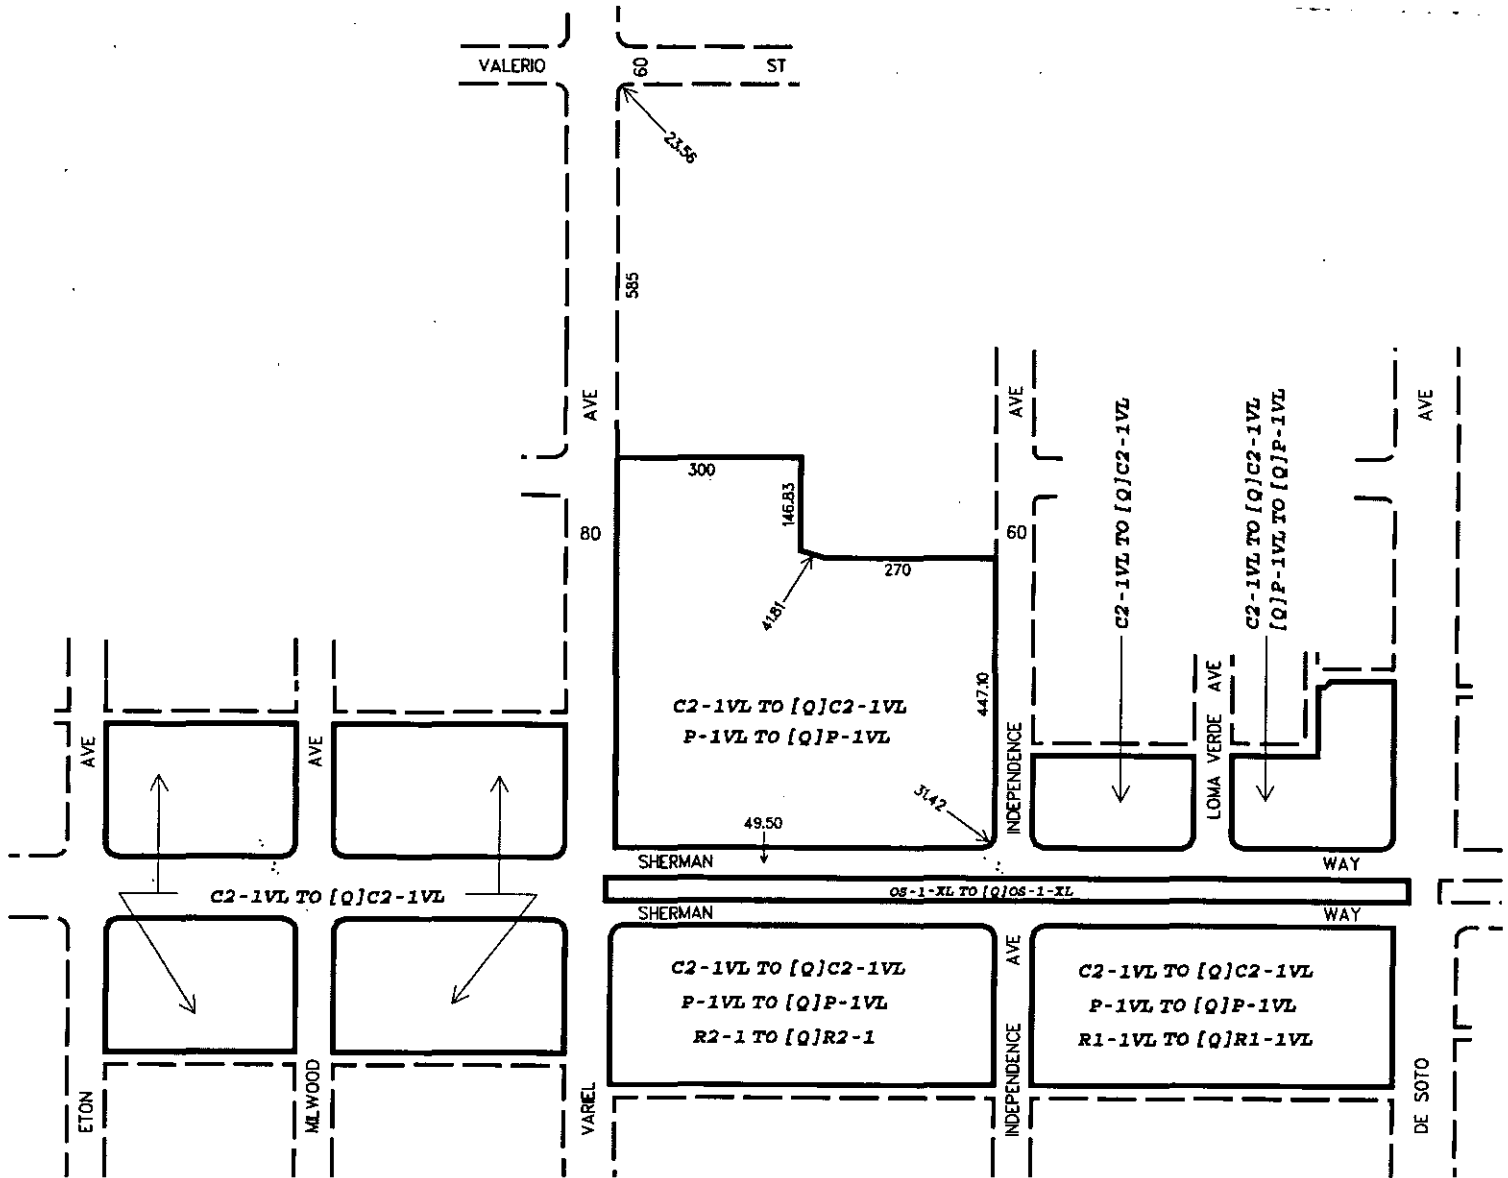 VALERIO
60
ST
23.56
585
AVE
AVE
AVE
300
146.83
C2-1VL TO [Q]C2-1VL
C2-1VL TO [Q]C2-1VL
[Q]P-1VL TO [Q]P-1VL
80
60
270
41.81
447.10
C2-1VL TO [Q]C2-1VL
P-1VL TO [Q]P-1VL
AVE
AVE
INDEPENDENCE
LOMA VERDE AVE
31.42
49.50
SHERMAN
WAY
C2-1VL TO [Q]C2-1VL
OS-1-XL TO [Q]OS-1-XL
SHERMAN
WAY
C2-1VL TO [Q]C2-1VL
P-1VL TO [Q]P-1VL
R2-1 TO [Q]R2-1
C2-1VL TO [Q]C2-1VL
P-1VL TO [Q]P-1VL
R1-1VL TO [Q]R1-1VL
ETON
MILWOOD
VARIEL
INDEPENDENCE AVE
DE SOTO